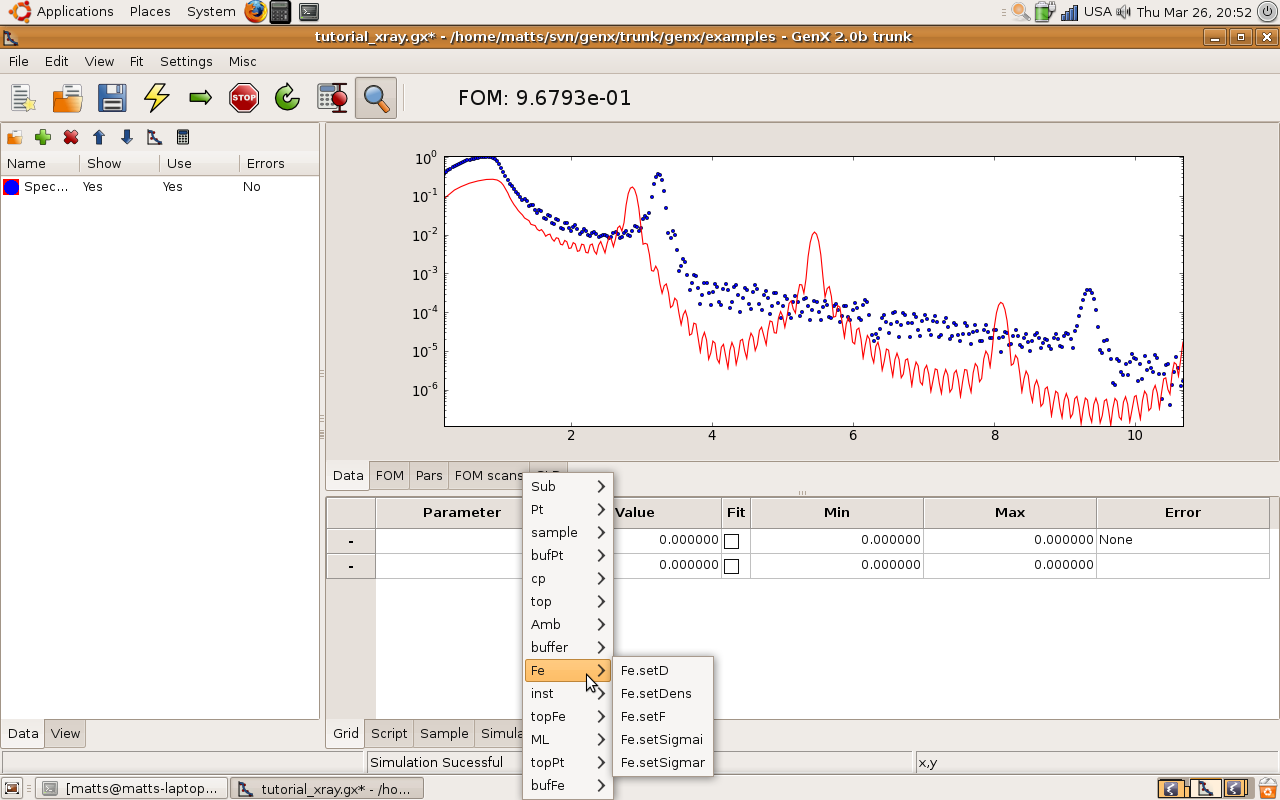 Applications Places System USA Thu Mar 26, 20:52
tutorial_xray.gx* - /home/matts/svn/genx/trunk/genx/examples - GenX 2.0b trunk
File Edit View Fit Settings Misc
STOP FOM: 9.6793e-01
Name Show Use Errors
Spec... Yes Yes No
10^0
10^-1
10^-2
10^-3
10^-4
10^-5
10^-6
2 4 6 8 10
Data FOM Pars FOM scans
Parameter Value Fit Min Max Error
- 0.000000 0.000000 0.000000 None
- 0.000000 0.000000 0.000000
Sub
Pt
sample
bufPt
cp
top
Amb
buffer
Fe
inst
topFe
ML
topPt
bufFe
Fe.setD
Fe.setDens
Fe.setF
Fe.setSigmai
Fe.setSigmar
Data View
Grid Script Sample Simula
Simulation Sucessful x,y
[matts@matts-laptop... tutorial_xray.gx* - /ho...